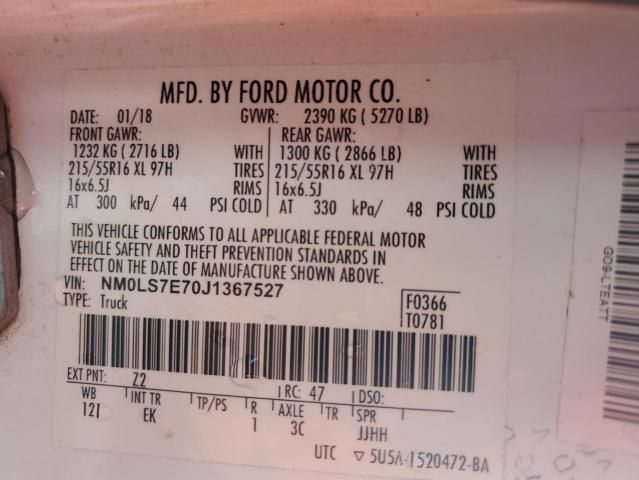 MFD. BY FORD MOTOR CO.
DATE: 01/18 GVWR: 2390 KG ( 5270 LB)
FRONT GAWR: REAR GAWR:
1232 KG ( 2716 LB) WITH 1300 KG ( 2866 LB) WITH
215/55R16 XL 97H TIRES 215/55R16 XL 97H TIRES
16x6.5J RIMS 16x6.5J RIMS
AT 300 kPa/ 44 PSI COLD AT 330 kPa/ 48 PSI COLD
THIS VEHICLE CONFORMS TO ALL APPLICABLE FEDERAL MOTOR
VEHICLE SAFETY AND THEFT PREVENTION STANDARDS IN
EFFECT ON THE DATE OF MANUFACTURE SHOWN ABOVE.
VIN: NM0LS7E70J1367527
TYPE: Truck
F0366
T0781
EXT PNT: Z2 RC: 47 DSO:
WB INT TR TP/PS R AXLE TR SPR
121 EK 1 3C JJHH
UTC ▽ 5U5A-1520472-BA
GO9-LTEATT